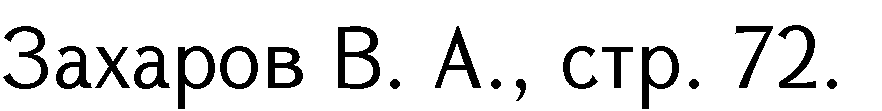 Захаров В. А., стр. 72.